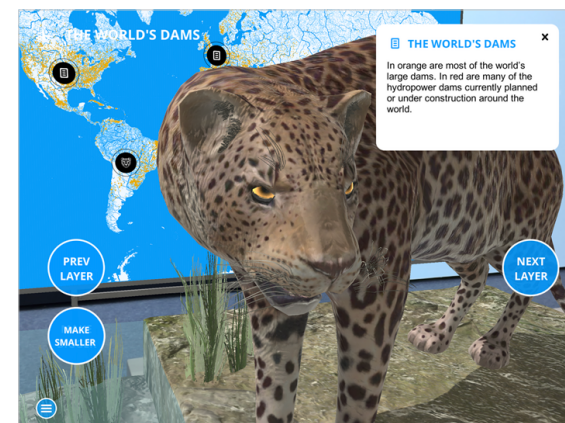 THE WORLD'S DAMS
THE WORLD'S DAMS
x
In orange are most of the world's
large dams. In red are many of the
hydropower dams currently planned
or under construction around the
world.
PREV
LAYER
NEXT
LAYER
MAKE
SMALLER